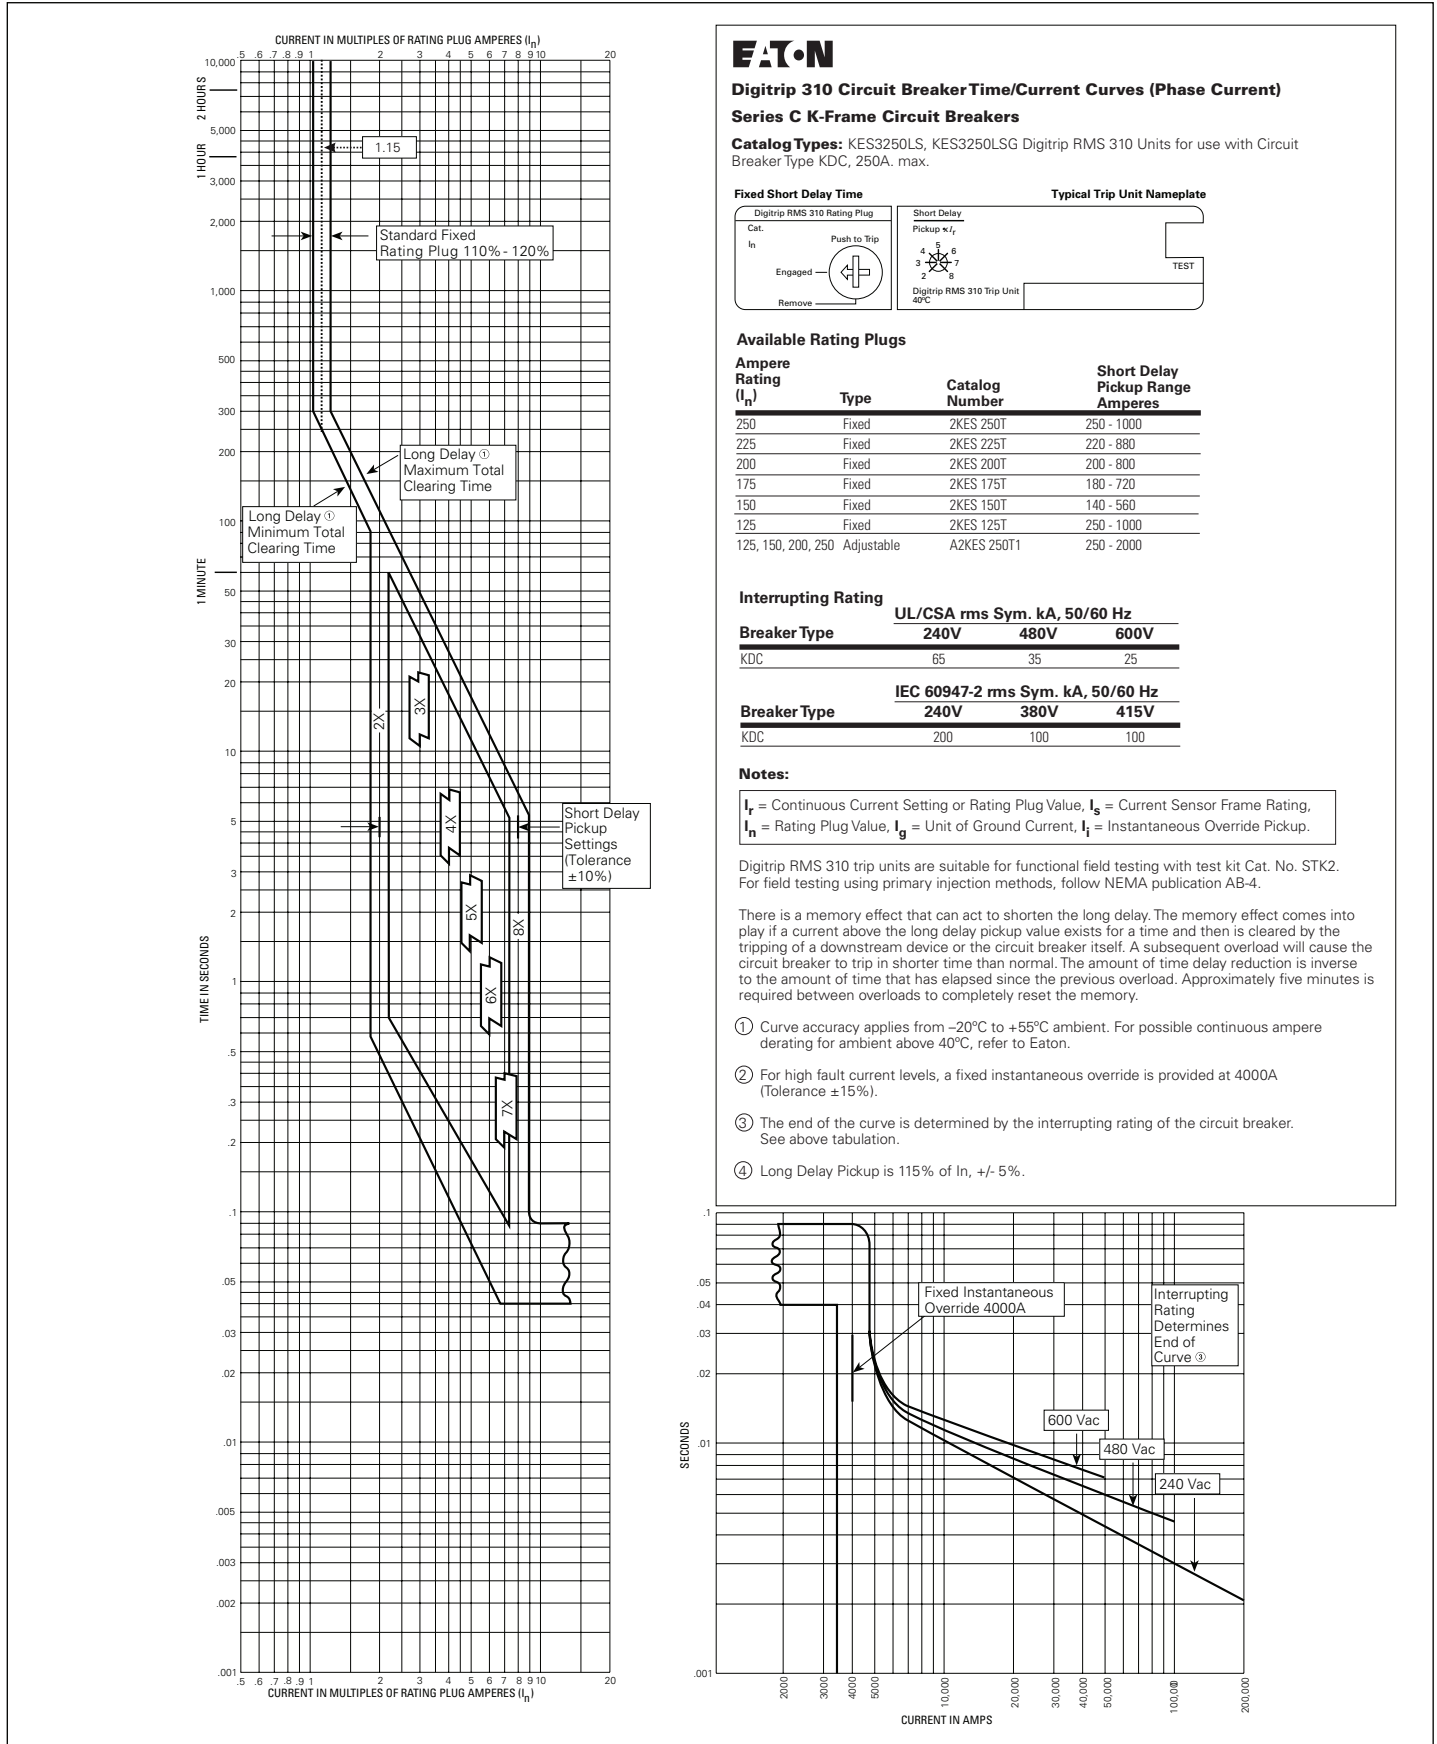 CURRENT IN MULTIPLES OF RATING PLUG AMPERES (In)
.5 .6 .7 .8 .9 1 2 3 4 5 6 7 8 9 10 20
10,000
5,000
3,000
2,000
1,000
500
300
200
100
50
30
20
10
5
3
2
1
.5
.3
.2
.1
.05
.03
.02
.01
.005
.003
.002
.001
2 HOURS
1 HOUR
1 MINUTE
TIME IN SECONDS
1.15
Standard Fixed
Rating Plug 110% - 120%
Long Delay ①
Maximum Total
Clearing Time
Long Delay ①
Minimum Total
Clearing Time
2X
3X
4X
5X
6X
7X
8X
Short Delay
Pickup
Settings
(Tolerance
±10%)
.5 .6 .7 .8 .9 1 2 3 4 5 6 7 8 9 10 20
CURRENT IN MULTIPLES OF RATING PLUG AMPERES (In)
EATON
Digitrip 310 Circuit Breaker Time/Current Curves (Phase Current)
Series C K-Frame Circuit Breakers
Catalog Types: KES3250LS, KES3250LSG Digitrip RMS 310 Units for use with Circuit
Breaker Type KDC, 250A. max.
Fixed Short Delay Time Typical Trip Unit Nameplate
Digitrip RMS 310 Rating Plug
Cat.
In
Push to Trip
Engaged
Remove
Short Delay
Pickup × Ir
2 3 4 5 6 7 8
TEST
Digitrip RMS 310 Trip Unit
40ºC
Available Rating Plugs
Ampere Rating (In) Type Catalog Number Short Delay Pickup Range Amperes
250 Fixed 2KES 250T 250 - 1000
225 Fixed 2KES 225T 220 - 880
200 Fixed 2KES 200T 200 - 800
175 Fixed 2KES 175T 180 - 720
150 Fixed 2KES 150T 140 - 560
125 Fixed 2KES 125T 250 - 1000
125, 150, 200, 250 Adjustable A2KES 250T1 250 - 2000
Interrupting Rating
UL/CSA rms Sym. kA, 50/60 Hz
Breaker Type 240V 480V 600V
KDC 65 35 25
IEC 60947-2 rms Sym. kA, 50/60 Hz
Breaker Type 240V 380V 415V
KDC 200 100 100
Notes:
Ir = Continuous Current Setting or Rating Plug Value, Is = Current Sensor Frame Rating,
In = Rating Plug Value, Ig = Unit of Ground Current, Ii = Instantaneous Override Pickup.
Digitrip RMS 310 trip units are suitable for functional field testing with test kit Cat. No. STK2.
For field testing using primary injection methods, follow NEMA publication AB-4.
There is a memory effect that can act to shorten the long delay. The memory effect comes into
play if a current above the long delay pickup value exists for a time and then is cleared by the
tripping of a downstream device or the circuit breaker itself. A subsequent overload will cause the
circuit breaker to trip in shorter time than normal. The amount of time delay reduction is inverse
to the amount of time that has elapsed since the previous overload. Approximately five minutes is
required between overloads to completely reset the memory.
① Curve accuracy applies from –20ºC to +55ºC ambient. For possible continuous ampere
derating for ambient above 40ºC, refer to Eaton.
② For high fault current levels, a fixed instantaneous override is provided at 4000A
(Tolerance ±15%).
③ The end of the curve is determined by the interrupting rating of the circuit breaker.
See above tabulation.
④ Long Delay Pickup is 115% of In, +/- 5%.
.1
.05
.04
.03
.02
.01
.001
SECONDS
Fixed Instantaneous
Override 4000A
Interrupting
Rating
Determines
End of
Curve ③
600 Vac
480 Vac
240 Vac
2000 3000 4000 5000 10,000 20,000 30,000 40,000 50,000 100,000 200,000
CURRENT IN AMPS